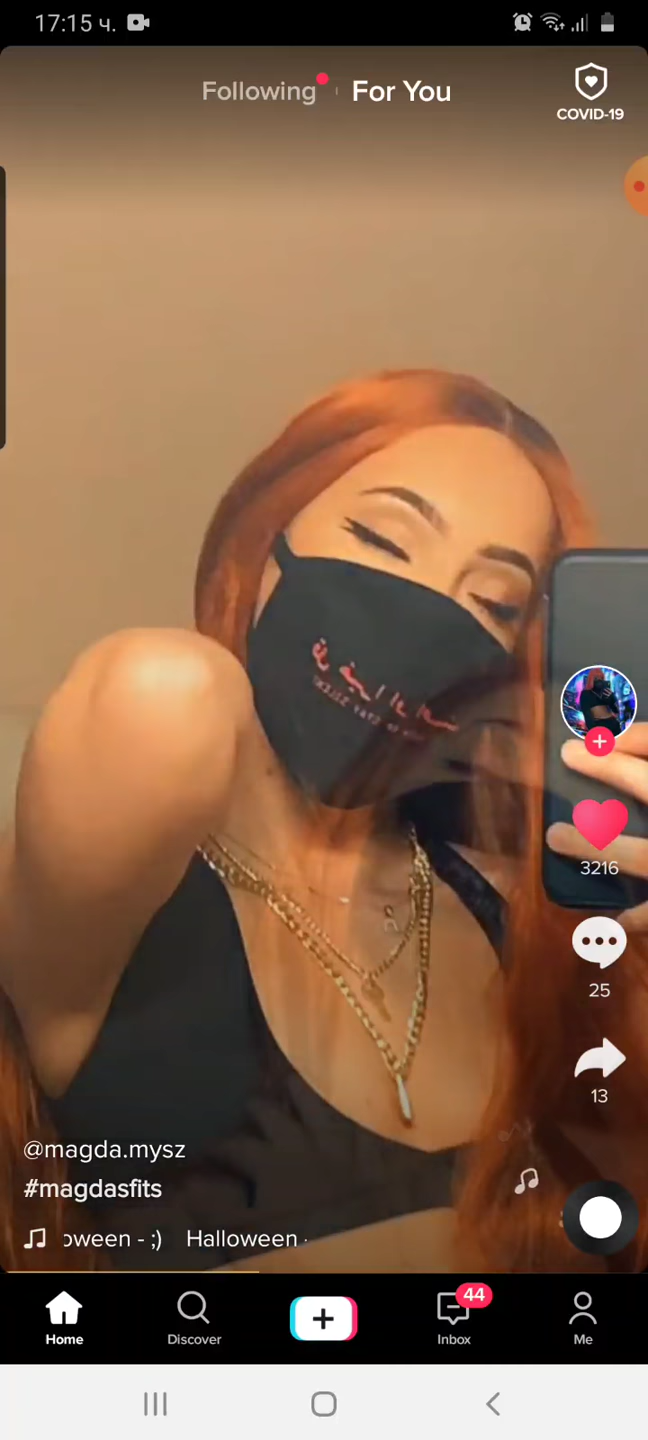 17:15 ч.
Following
For You
COVID-19
3216
25
13
@magda.mysz
#magdasfits
oween - ;) Halloween -
44
Home
Discover
Inbox
Me